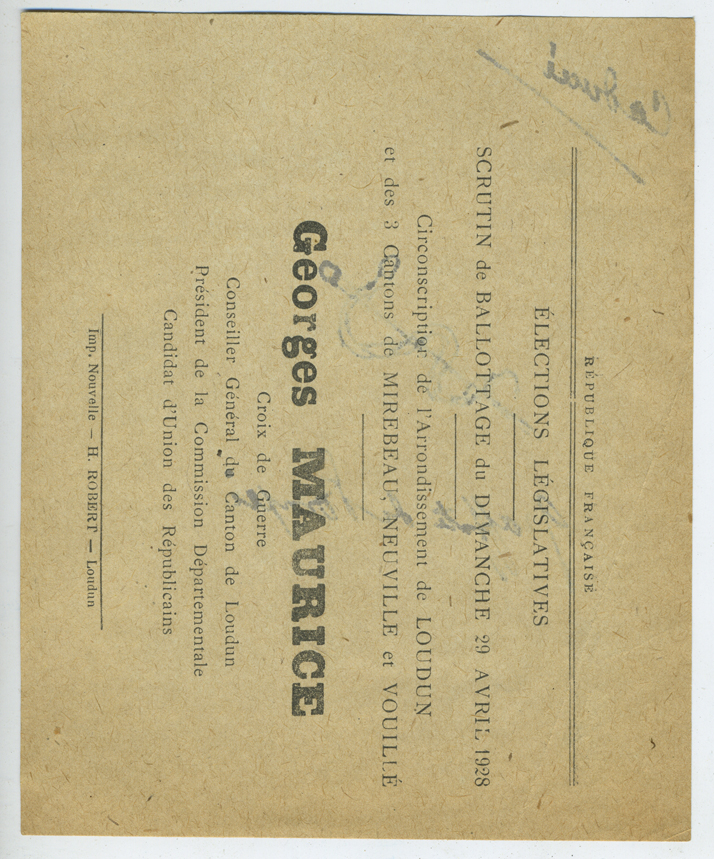 RÉPUBLIQUE FRANÇAISE
ÉLECTIONS LÉGISLATIVES
SCRUTIN de BALLOTTAGE du DIMANCHE 29 AVRIL 1928
Circonscription de l'Arrondissement de LOUDUN
et des 3 Cantons de MIREBEAU, NEUVILLE et VOUILLÉ
Georges MAURICE
Croix de Guerre
Conseiller Général du Canton de Loudun
Président de la Commission Départementale
Candidat d'Union des Républicains
Imp. Nouvelle — H. ROBERT — Loudun